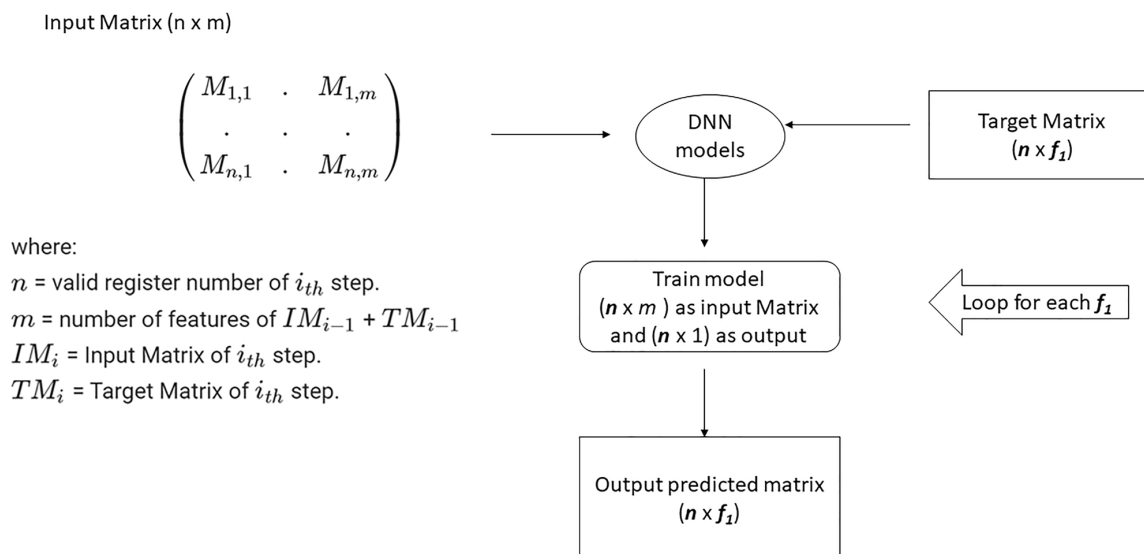 Input Matrix (n x m)
M₁,₁ . M₁,ₘ
. . .
Mₙ,₁ . Mₙ,ₘ
DNN
models
Target Matrix
(n x f₁)
where:
n = valid register number of iₜₕ step.
m = number of features of IMᵢ₋₁ + TMᵢ₋₁
IMᵢ = Input Matrix of iₜₕ step.
TMᵢ = Target Matrix of iₜₕ step.
Train model
(n x m ) as input Matrix
and (n x 1) as output
Loop for each f₁
Output predicted matrix
(n x f₁)